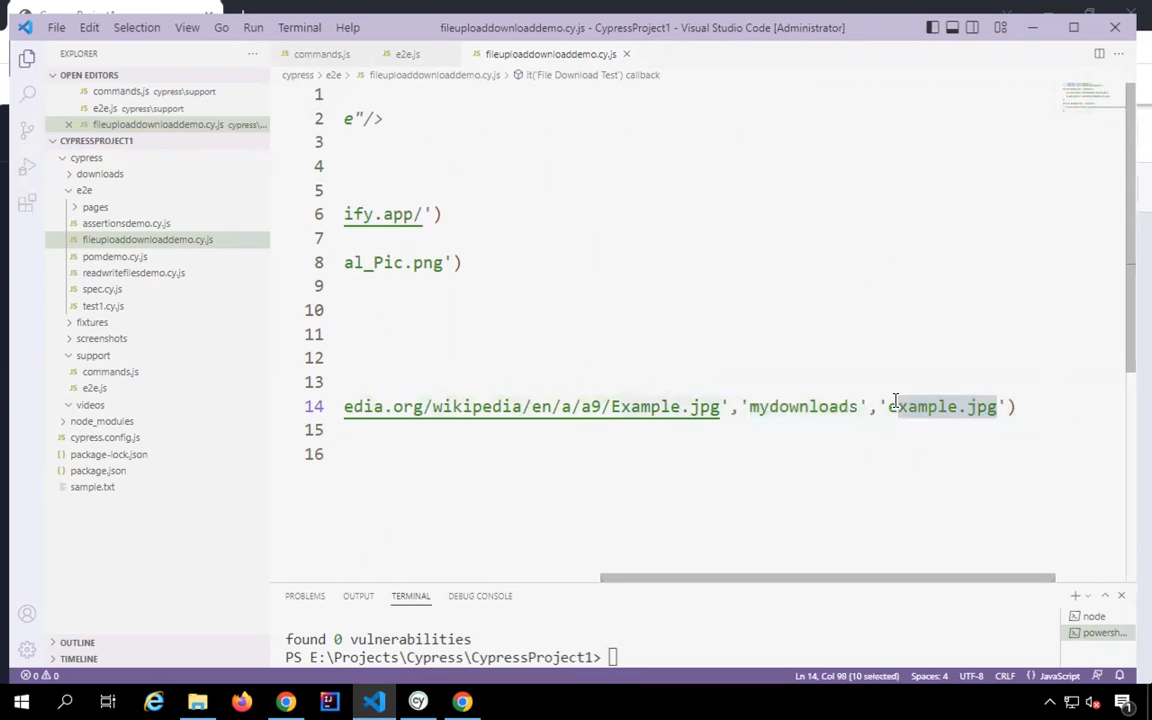 File Edit Selection View Go Run Terminal Help fileuploaddownloaddemo.cy.js - CypressProject1 - Visual Studio Code [Administrator]
EXPLORER
commands.js e2e.js fileuploaddownloaddemo.cy.js
OPEN EDITORS
commands.js cypress\support
e2e.js cypress\support
fileuploaddownloaddemo.cy.js cypress\...
CYPRESSPROJECT1
cypress
downloads
e2e
pages
assertionsdemo.cy.js
fileuploaddownloaddemo.cy.js
pomdemo.cy.js
readwritefilesdemo.cy.js
spec.cy.js
test1.cy.js
fixtures
screenshots
support
commands.js
e2e.js
videos
node_modules
cypress.config.js
package-lock.json
package.json
sample.txt
OUTLINE
TIMELINE
cypress > e2e > fileuploaddownloaddemo.cy.js > it('File Download Test') callback
1
2 e"/>
3
4
5
6 ify.app/')
7
8 al_Pic.png')
9
10
11
12
13
14 edia.org/wikipedia/en/a/a9/Example.jpg','mydownloads','example.jpg')
15
16
PROBLEMS OUTPUT TERMINAL DEBUG CONSOLE
found 0 vulnerabilities
PS E:\Projects\Cypress\CypressProject1>
node
powersh...
0 0 Ln 14, Col 98 (10 selected) Spaces: 4 UTF-8 CRLF {} JavaScript
cy
1